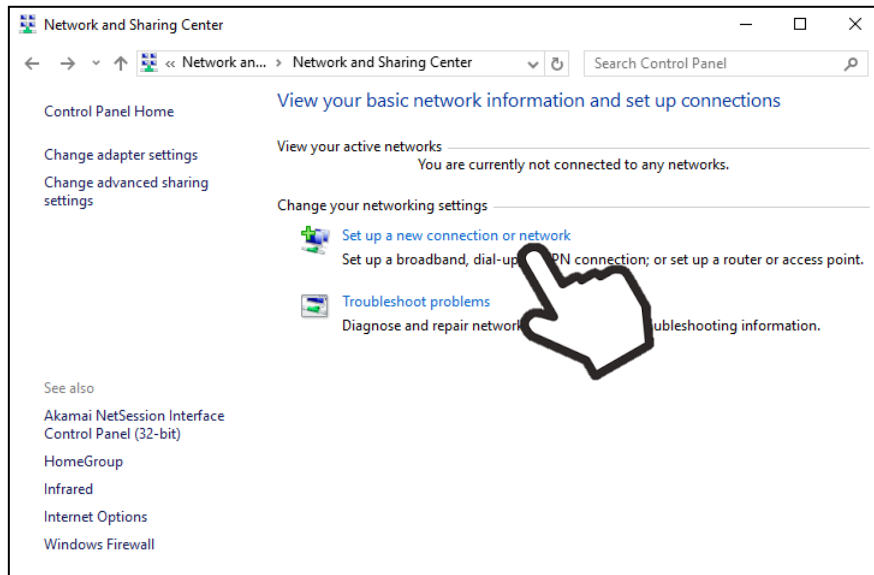 Network and Sharing Center
« Network an... › Network and Sharing Center
Search Control Panel
Control Panel Home
Change adapter settings
Change advanced sharing
settings
View your basic network information and set up connections
View your active networks
You are currently not connected to any networks.
Change your networking settings
Set up a new connection or network
Set up a broadband, dial-up connection; or set up a router or access point.
Troubleshoot problems
Diagnose and repair information.
See also
Akamai NetSession Interface
Control Panel (32-bit)
HomeGroup
Infrared
Internet Options
Windows Firewall